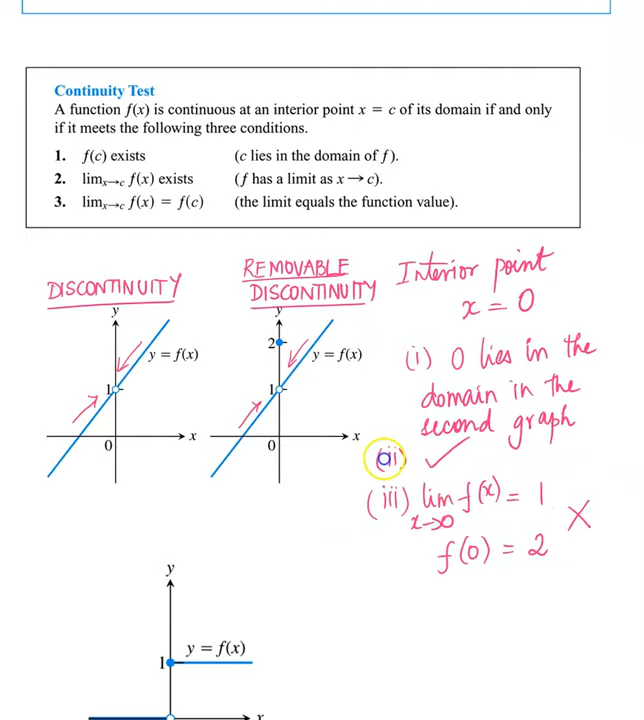 Continuity Test
A function f(x) is continuous at an interior point x = c of its domain if and only
if it meets the following three conditions.
1. f(c) exists (c lies in the domain of f).
2. limₓ→c f(x) exists (f has a limit as x → c).
3. limₓ→c f(x) = f(c) (the limit equals the function value).
DISCONTINUITY
y
y = f(x)
1
0
x
REMOVABLE
DISCONTINUITY
y
2
y = f(x)
1
0
x
Interior point
x = 0
(i) 0 lies in the
domain in the
second graph
(ii) ✓
(iii) lim f(x) = 1
x→0
f(0) = 2
X
y
y = f(x)
1
x